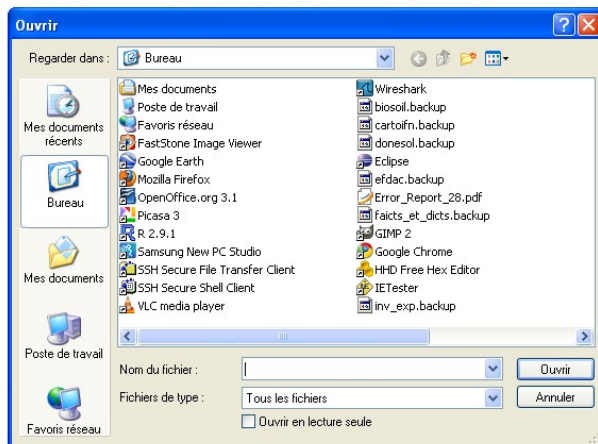 Ouvrir
Regarder dans :
Bureau
Mes documents
récents
Bureau
Mes documents
Poste de travail
Favoris réseau
Mes documents
Poste de travail
Favoris réseau
FastStone Image Viewer
Google Earth
Mozilla Firefox
OpenOffice.org 3.1
Picasa 3
R 2.9.1
Samsung New PC Studio
SSH Secure File Transfer Client
SSH Secure Shell Client
VLC media player
Wireshark
biosoil.backup
cartoifn.backup
donesol.backup
Eclipse
efdac.backup
Error_Report_28.pdf
faicts_et_dicts.backup
GIMP 2
Google Chrome
HHD Free Hex Editor
IETester
inv_exp.backup
Nom du fichier :
Ouvrir
Fichiers de type :
Tous les fichiers
Annuler
Ouvrir en lecture seule